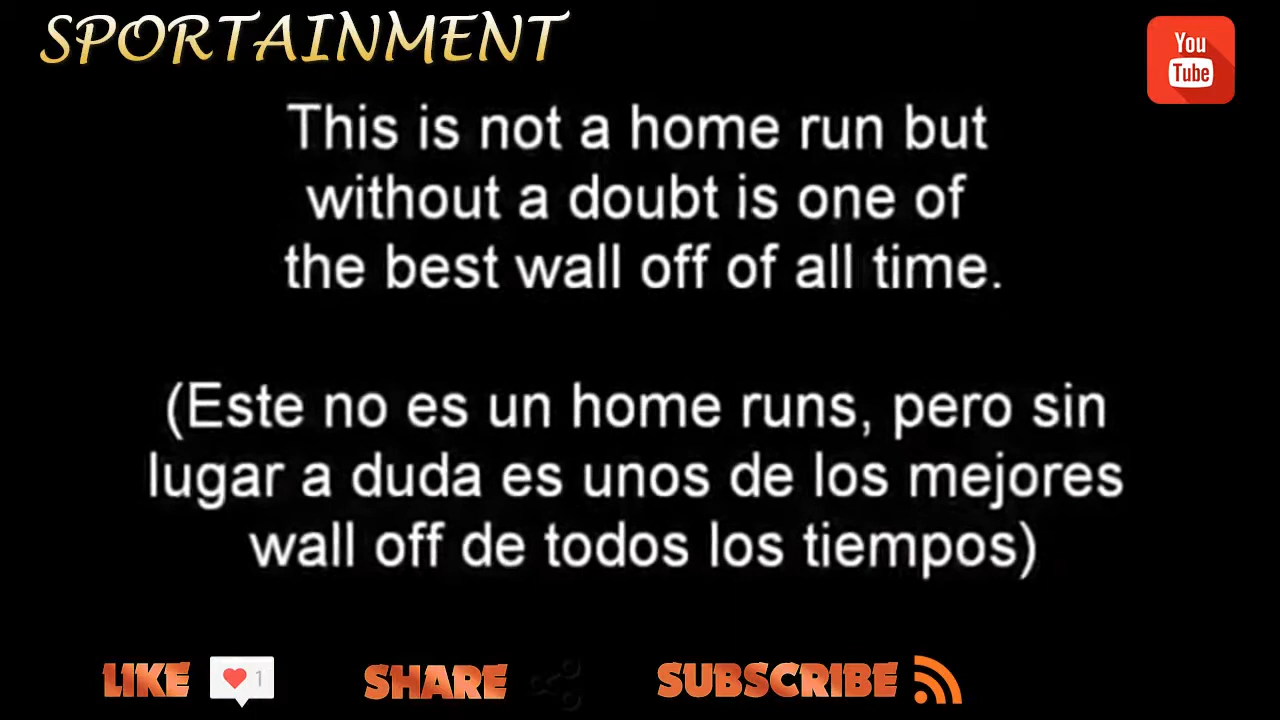 SPORTAINMENT
You
Tube
This is not a home run but
without a doubt is one of
the best wall off of all time.
(Este no es un home runs, pero sin
lugar a duda es unos de los mejores
wall off de todos los tiempos)
LIKE 1 SHARE SUBSCRIBE